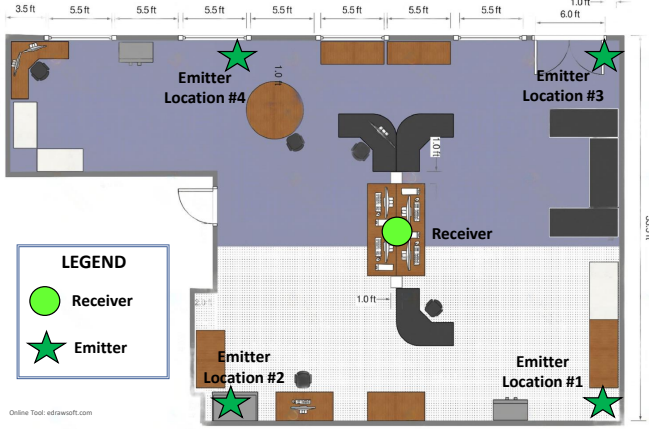 1.0 ft
3.5 ft
5.5 ft
5.5 ft
5.5 ft
5.5 ft
5.5 ft
5.5 ft
6.0 ft
Emitter
Location #4
1.0 ft
Emitter
Location #3
1.0 ft
Receiver
LEGEND
Receiver
Emitter
1.0 ft
2.0 ft
Emitter
Location #2
Emitter
Location #1
Online Tool: edrawsoft.com